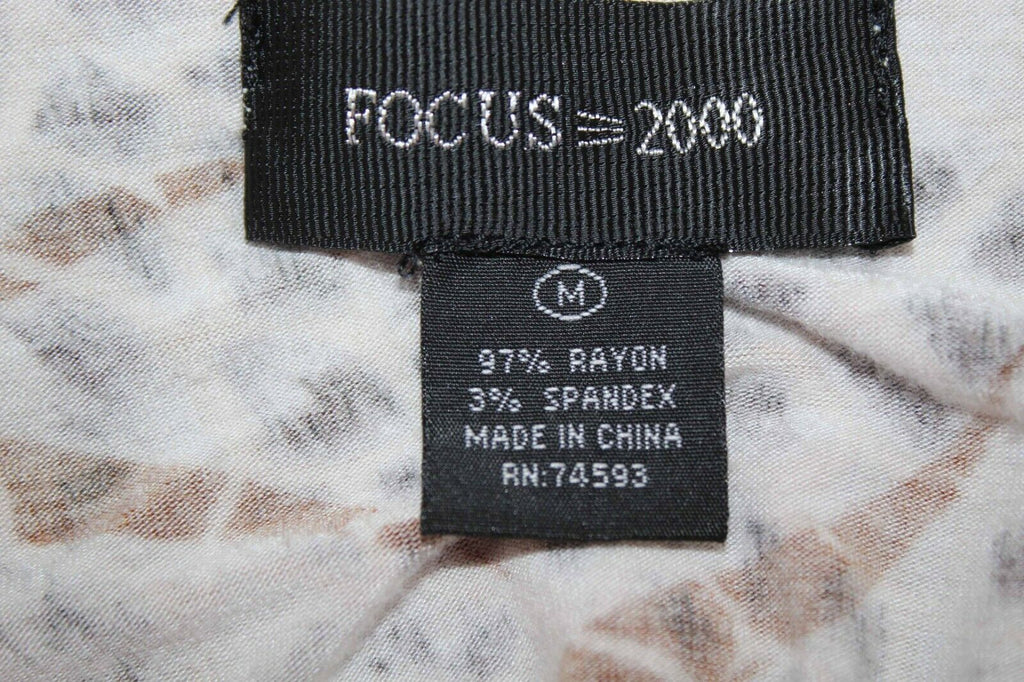 FOCUS 2000
M
97% RAYON
3% SPANDEX
MADE IN CHINA
RN:74593